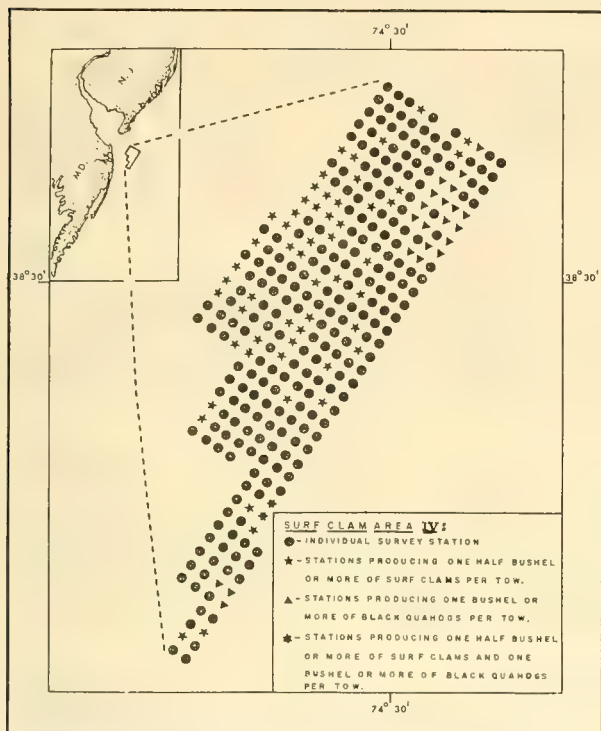 74° 30'
N.J.
MD.
38° 30'
38° 30'
SURF CLAM AREA IV:
- INDIVIDUAL SURVEY STATION
- STATIONS PRODUCING ONE HALF BUSHEL
OR MORE OF SURF CLAMS PER TOW.
- STATIONS PRODUCING ONE BUSHEL OR
MORE OF BLACK QUAHOGS PER TOW.
- STATIONS PRODUCING ONE HALF BUSHEL
OR MORE OF SURF CLAMS AND ONE
BUSHEL OR MORE OF BLACK QUAHOGS
PER TOW.
74° 30'